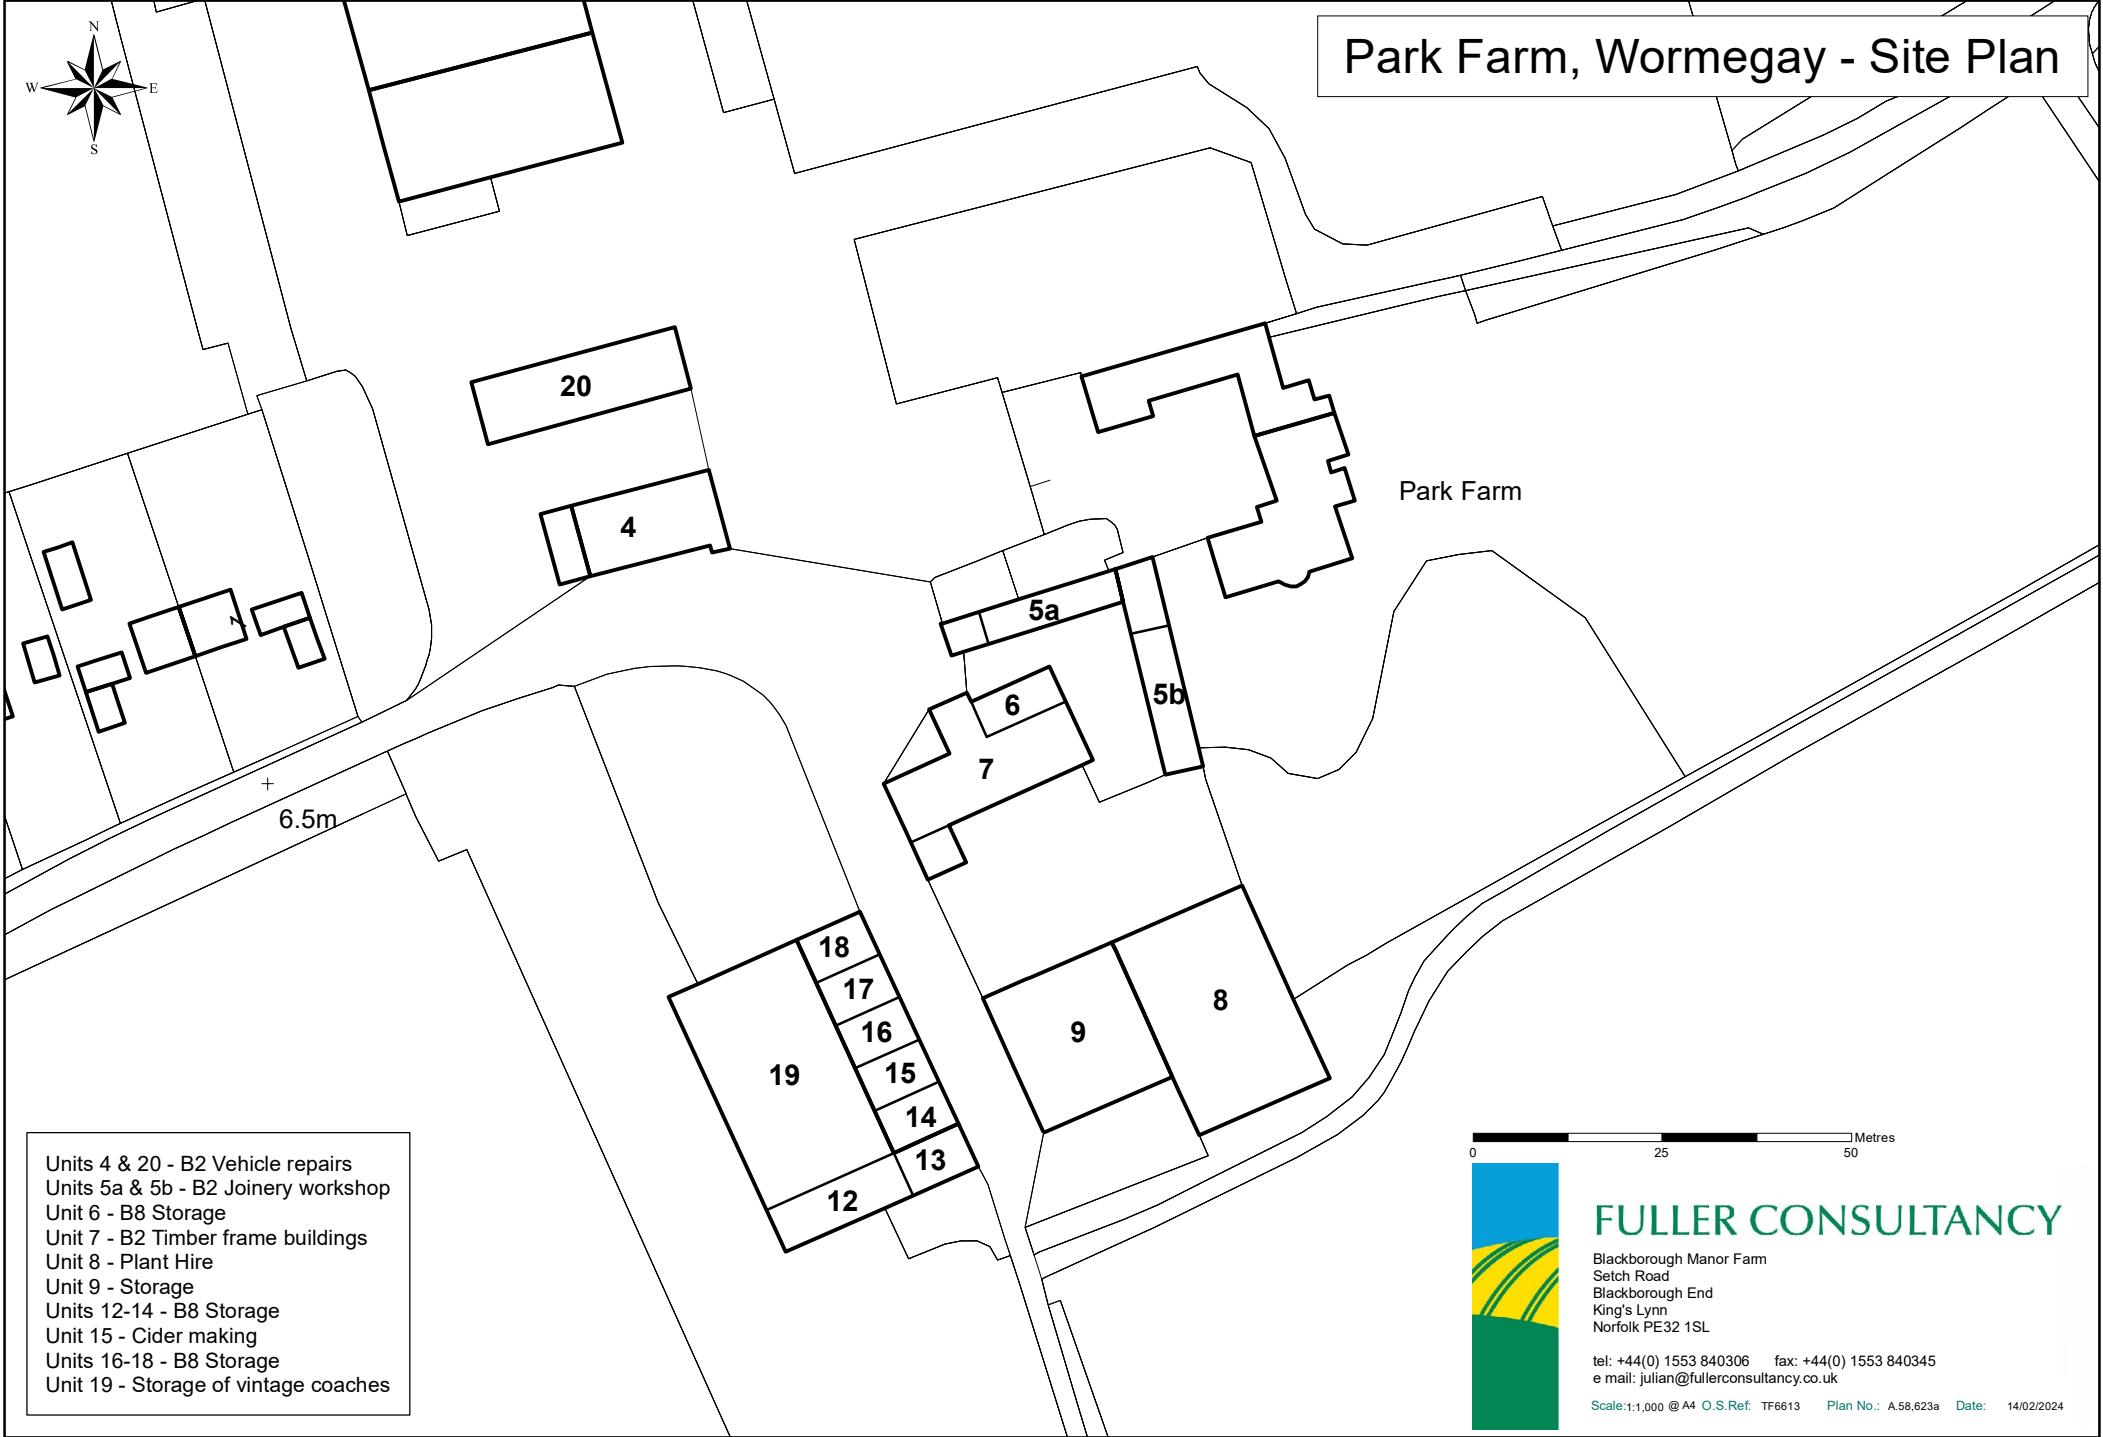 Park Farm, Wormegay - Site Plan
N
W
E
S
20
4
Park Farm
5a
5b
6
7
7
6.5m
18
17
16
15
14
13
12
19
9
8
Units 4 & 20 - B2 Vehicle repairs
Units 5a & 5b - B2 Joinery workshop
Unit 6 - B8 Storage
Unit 7 - B2 Timber frame buildings
Unit 8 - Plant Hire
Unit 9 - Storage
Units 12-14 - B8 Storage
Unit 15 - Cider making
Units 16-18 - B8 Storage
Unit 19 - Storage of vintage coaches
Metres
0 25 50
FULLER CONSULTANCY
Blackborough Manor Farm
Setch Road
Blackborough End
King's Lynn
Norfolk PE32 1SL
tel: +44(0) 1553 840306 fax: +44(0) 1553 840345
e mail: julian@fullerconsultancy.co.uk
Scale:1:1,000 @ A4 O.S.Ref: TF6613 Plan No.: A.58,623a Date: 14/02/2024